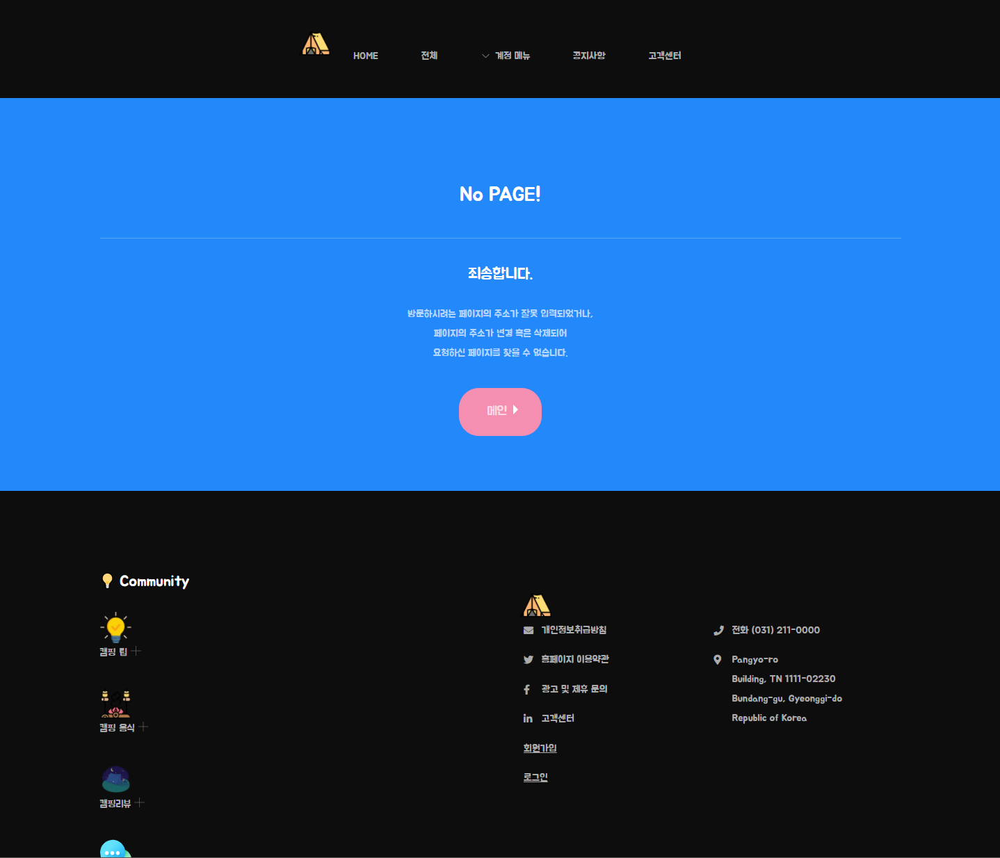 HOME
전체
계정 메뉴
공지사항
고객센터
No PAGE!
죄송합니다.
방문하시려는 페이지의 주소가 잘못 입력되었거나,
페이지의 주소가 변경 혹은 삭제되어
요청하신 페이지를 찾을 수 없습니다.
메인
Community
캠핑 팁
캠핑 음식
캠핑리뷰
개인정보취급방침
홈페이지 이용약관
광고 및 제휴 문의
고객센터
회원가입
로그인
전화 (031) 211-0000
Pangyo-ro
Building, TN 1111-02230
Bundang-gu, Gyeonggi-do
Republic of Korea